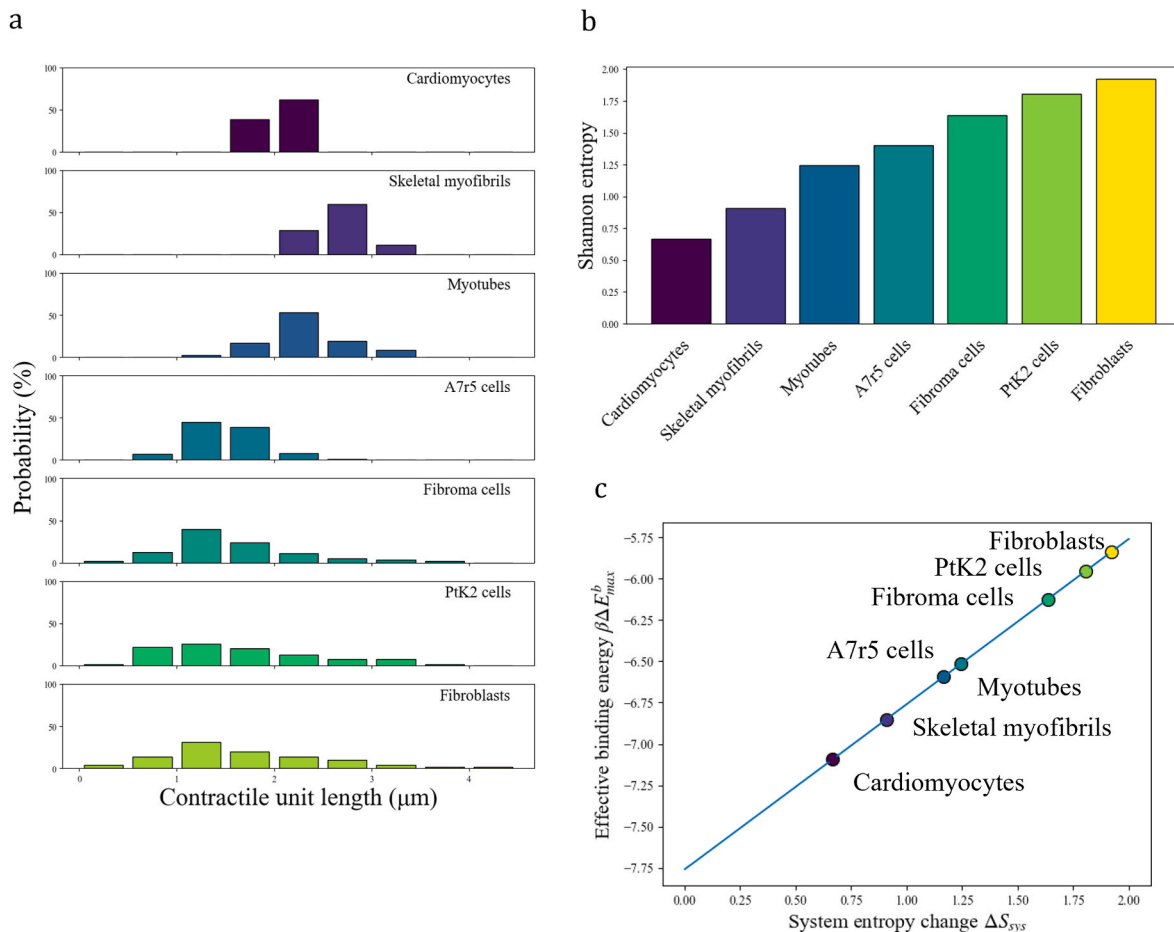 a
Probability (%)
100
50
0
Cardiomyocytes
100
50
0
Skeletal myofibrils
100
50
0
Myotubes
100
50
0
A7r5 cells
100
50
0
Fibroma cells
100
50
0
PtK2 cells
100
50
0
Fibroblasts
0 1 2 3 4
Contractile unit length (μm)
b
Shannon entropy
2.00
1.75
1.50
1.25
1.00
0.75
0.50
0.25
0.00
Cardiomyocytes
Skeletal myofibrils
Myotubes
A7r5 cells
Fibroma cells
PtK2 cells
Fibroblasts
c
Effective binding energy βΔE^b_max
−5.75
−6.00
−6.25
−6.50
−6.75
−7.00
−7.25
−7.50
−7.75
Fibroblasts
PtK2 cells
Fibroma cells
A7r5 cells
Myotubes
Skeletal myofibrils
Cardiomyocytes
0.00 0.25 0.50 0.75 1.00 1.25 1.50 1.75 2.00
System entropy change ΔS_sys